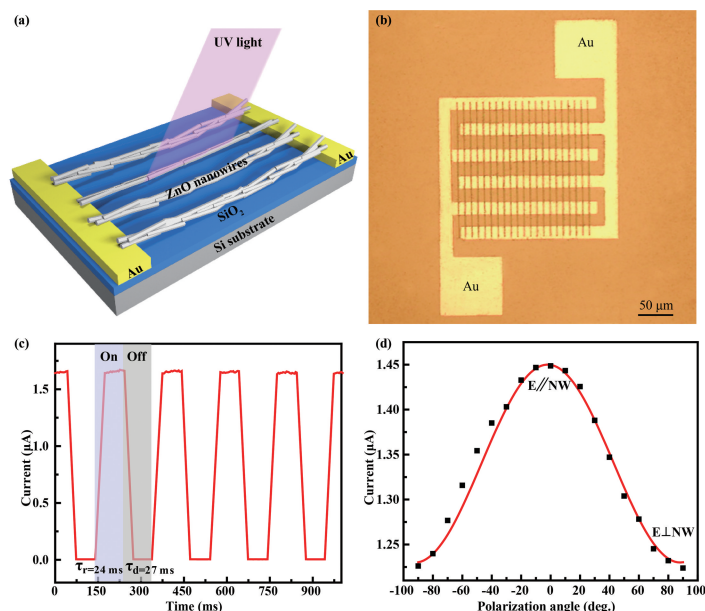 (a)
UV light
ZnO nanowires
SiO2
Si substrate
Au
Au
(b)
Au
Au
50 μm
(c)
On
Off
1.5
1.0
0.5
0.0
Current (μA)
τr=24 ms
τd=27 ms
0
150
300
450
600
750
900
Time (ms)
(d)
1.45
1.40
1.35
1.30
1.25
Current (μA)
E//NW
E⊥NW
-100
-80
-60
-40
-20
0
20
40
60
80
100
Polarization angle (deg.)